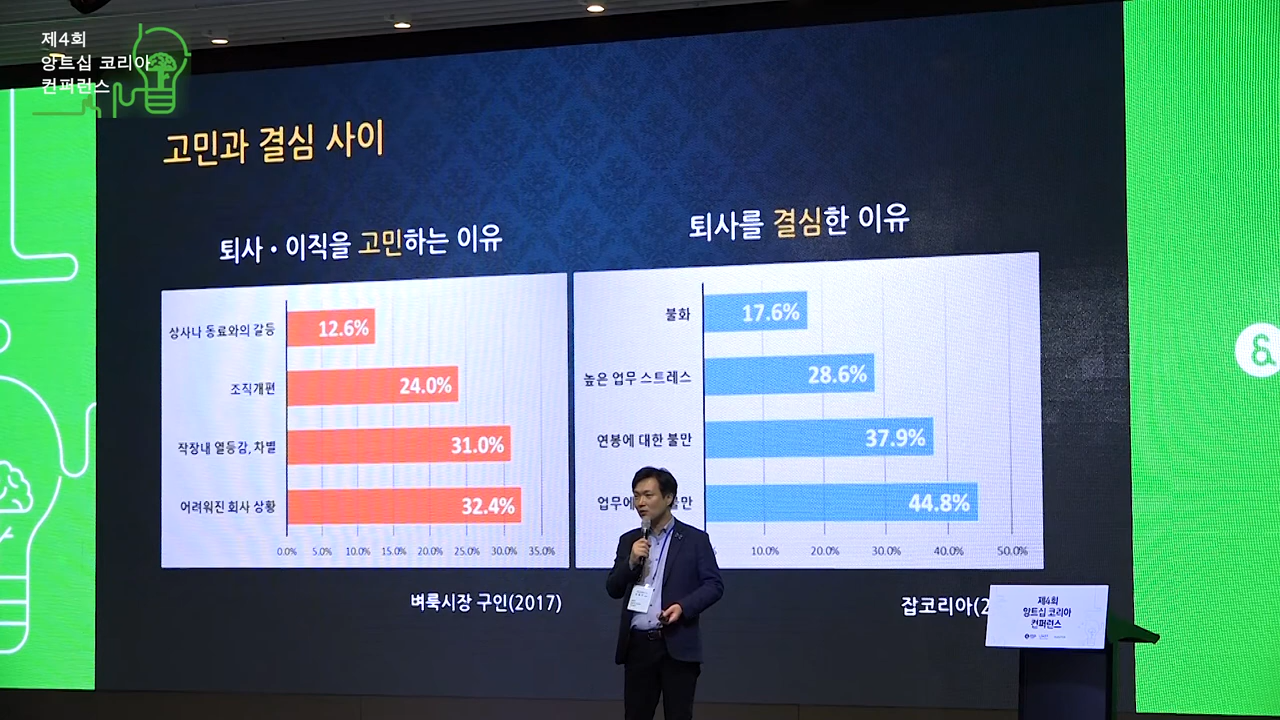 제4회
앙트십 코리아
컨퍼런스
고민과 결심 사이
퇴사・이직을 고민하는 이유
퇴사를 결심한 이유
상사나 동료와의 갈등
12.6%
조직개편
24.0%
직장내 열등감, 차별
31.0%
어려워진 회사 상황
32.4%
0.0%
5.0%
10.0%
15.0%
20.0%
25.0%
30.0%
35.0%
벼룩시장 구인(2017)
불화
17.6%
높은 업무 스트레스
28.6%
연봉에 대한 불만
37.9%
44.8%
10.0%
20.0%
30.0%
40.0%
50.0%
잡코리아(2
제4회
앙트십 코리아
컨퍼런스
&